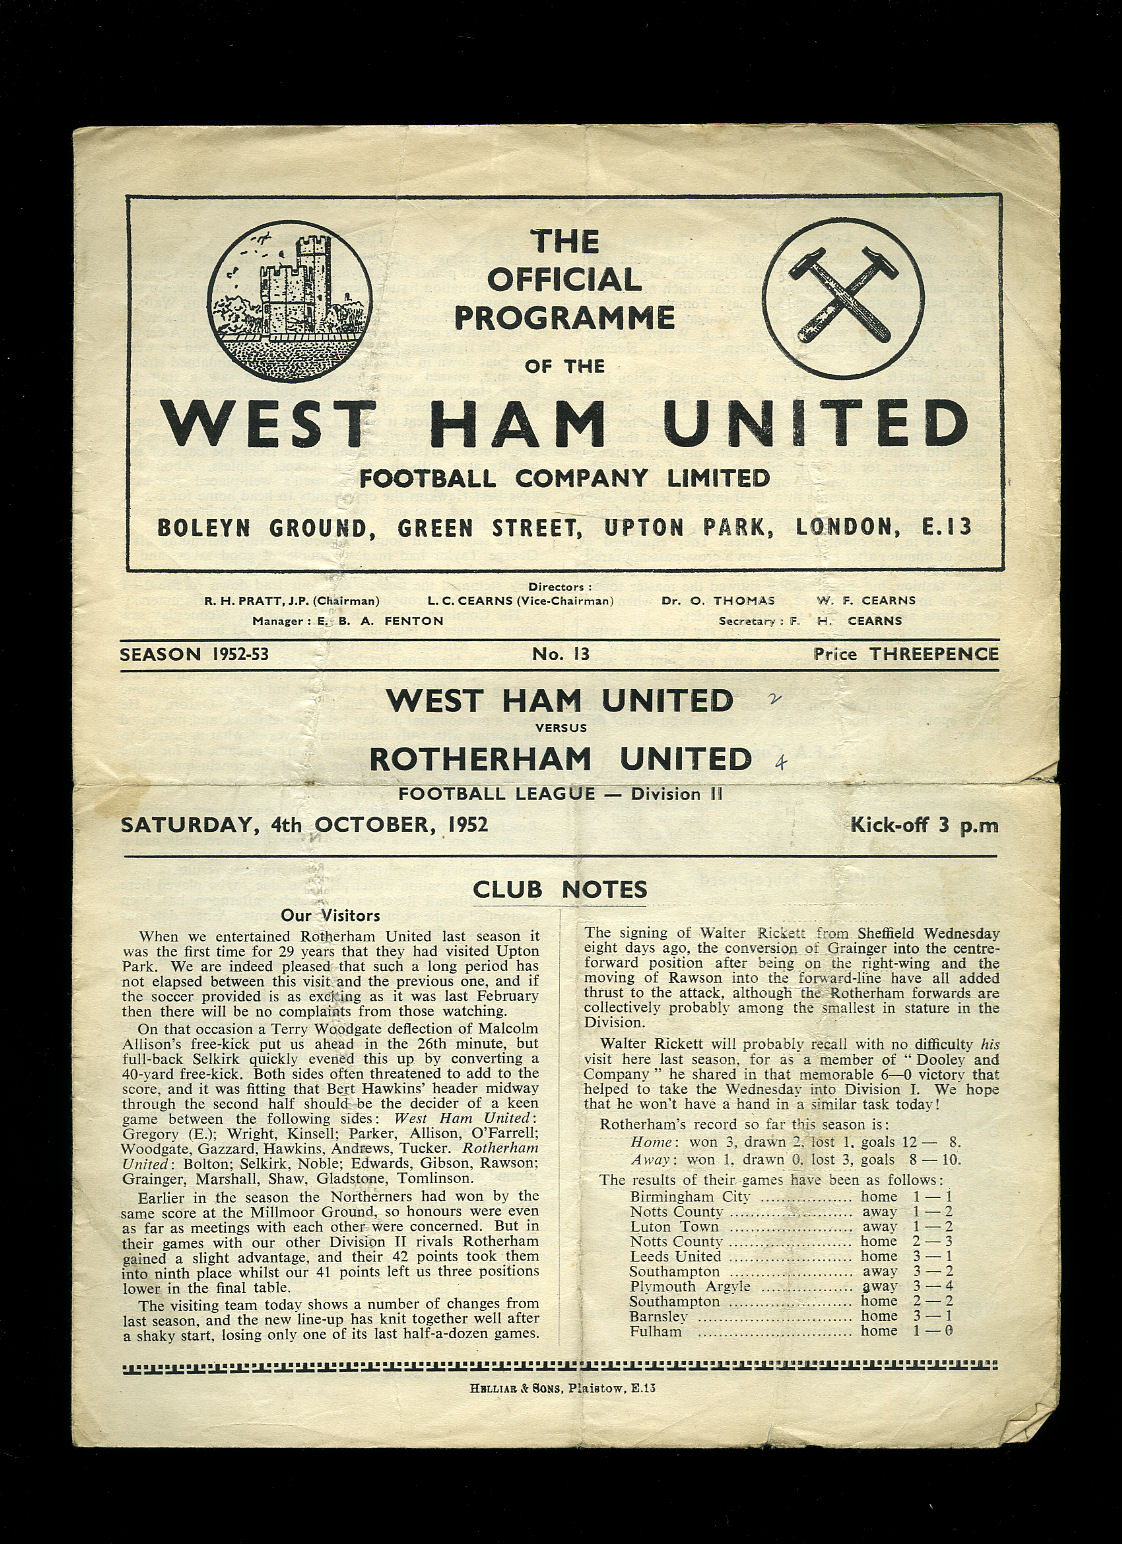 THE
OFFICIAL
PROGRAMME
OF THE
WEST HAM UNITED
FOOTBALL COMPANY LIMITED
BOLEYN GROUND, GREEN STREET, UPTON PARK, LONDON, E.13
Directors :
R. H. PRATT, J.P. (Chairman) L. C. CEARNS (Vice-Chairman) Dr. O. THOMAS W. F. CEARNS
Manager : E. B. A. FENTON Secretary : F. H. CEARNS
SEASON 1952-53 No. 13 Price THREEPENCE
WEST HAM UNITED 2
VERSUS
ROTHERHAM UNITED 4
FOOTBALL LEAGUE — Division II
SATURDAY, 4th OCTOBER, 1952 Kick-off 3 p.m
CLUB NOTES
Our Visitors
When we entertained Rotherham United last season it
was the first time for 29 years that they had visited Upton
Park. We are indeed pleased that such a long period has
not elapsed between this visit and the previous one, and if
the soccer provided is as exciting as it was last February
then there will be no complaints from those watching.
On that occasion a Terry Woodgate deflection of Malcolm
Allison's free-kick put us ahead in the 26th minute, but
full-back Selkirk quickly evened this up by converting a
40-yard free-kick. Both sides often threatened to add to the
score, and it was fitting that Bert Hawkins' header midway
through the second half should be the decider of a keen
game between the following sides: West Ham United:
Gregory (E.); Wright, Kinsell; Parker, Allison, O'Farrell;
Woodgate, Gazzard, Hawkins, Andrews, Tucker. Rotherham
United: Bolton; Selkirk, Noble; Edwards, Gibson, Rawson;
Grainger, Marshall, Shaw, Gladstone, Tomlinson.
Earlier in the season the Northerners had won by the
same score at the Millmoor Ground, so honours were even
as far as meetings with each other were concerned. But in
their games with our other Division II rivals Rotherham
gained a slight advantage, and their 42 points took them
into ninth place whilst our 41 points left us three positions
lower in the final table.
The visiting team today shows a number of changes from
last season, and the new line-up has knit together well after
a shaky start, losing only one of its last half-a-dozen games.
The signing of Walter Rickett from Sheffield Wednesday
eight days ago, the conversion of Grainger into the centre-
forward position after being on the right-wing and the
moving of Rawson into the forward-line have all added
thrust to the attack, although the Rotherham forwards are
collectively probably among the smallest in stature in the
Division.
Walter Rickett will probably recall with no difficulty his
visit here last season, for as a member of "Dooley and
Company" he shared in that memorable 6—0 victory that
helped to take the Wednesday into Division I. We hope
that he won't have a hand in a similar task today!
Rotherham's record so far this season is:
Home: won 3, drawn 2, lost 1, goals 12 — 8.
Away: won 1, drawn 0, lost 3, goals 8 — 10.
The results of their games have been as follows:
Birmingham City ................. home 1 — 1
Notts County ....................... away 1 — 2
Luton Town ......................... away 1 — 2
Notts County ....................... home 2 — 3
Leeds United ....................... home 3 — 1
Southampton ....................... away 3 — 2
Plymouth Argyle ................. away 3 — 4
Southampton ....................... home 2 — 2
Barnsley ............................. home 3 — 1
Fulham ............................. home 1 — 0
HELLIAR & SONS, Plaistow, E.13